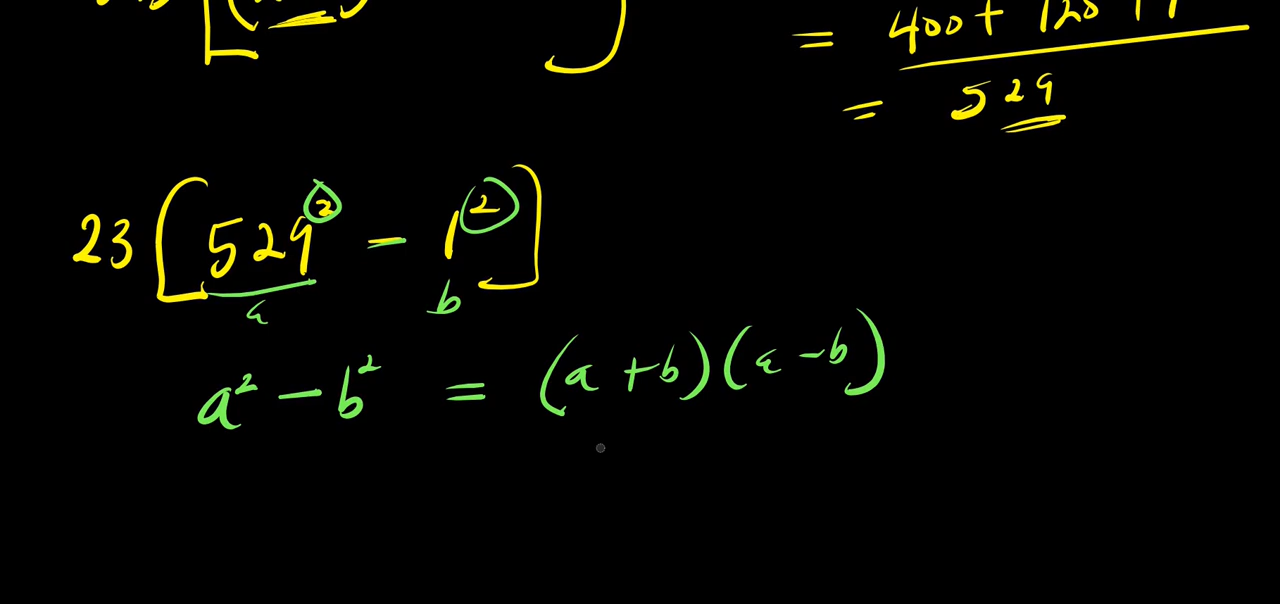 = 400 + 120 + 9
= 529
23 [529² - 1²]
a b
a² - b² = (a + b)(a - b)